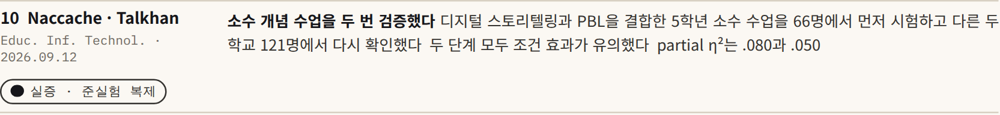 10 Naccache · Talkhan
Educ. Inf. Technol. ·
2026.09.12
실증 · 준실험 복제
소수 개념 수업을 두 번 검증했다 디지털 스토리텔링과 PBL을 결합한 5학년 소수 수업을 66명에서 먼저 시험하고 다른 두
학교 121명에서 다시 확인했다 두 단계 모두 조건 효과가 유의했다 partial η²는 .080과 .050